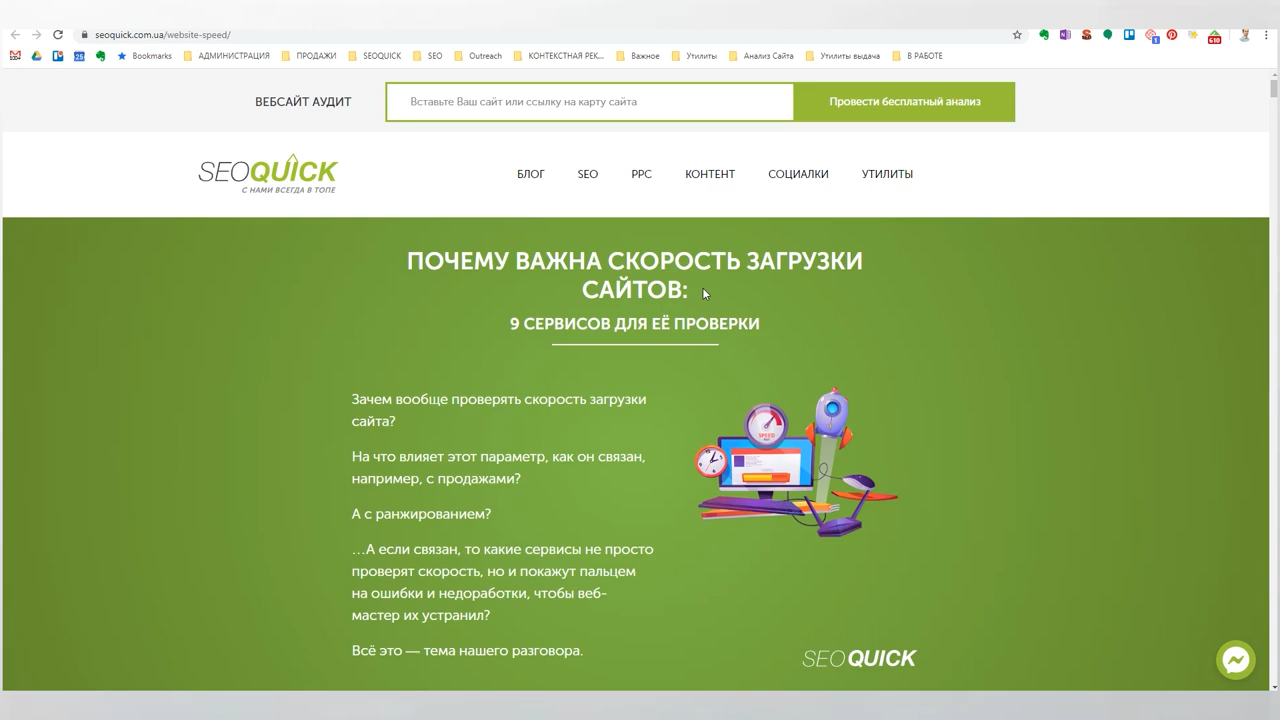 seoquick.com.ua/website-speed/
610
25 Bookmarks АДМИНИСТРАЦИЯ ПРОДАЖИ SEOQUICK SEO Outreach КОНТЕКСТНАЯ РЕК... Важное Утилиты Анализ Сайта Утилиты выдача В РАБОТЕ
ВЕБСАЙТ АУДИТ Вставьте Ваш сайт или ссылку на карту сайта Провести бесплатный анализ
SEOQUICK
С НАМИ ВСЕГДА В ТОПЕ
БЛОГ SEO PPC КОНТЕНТ СОЦИАЛКИ УТИЛИТЫ
ПОЧЕМУ ВАЖНА СКОРОСТЬ ЗАГРУЗКИ
САЙТОВ:
9 СЕРВИСОВ ДЛЯ ЕЁ ПРОВЕРКИ
Зачем вообще проверять скорость загрузки
сайта?
На что влияет этот параметр, как он связан,
например, с продажами?
А с ранжированием?
…А если связан, то какие сервисы не просто
проверят скорость, но и покажут пальцем
на ошибки и недоработки, чтобы веб-
мастер их устранил?
Всё это — тема нашего разговора.
SPEED
SEOQUICK